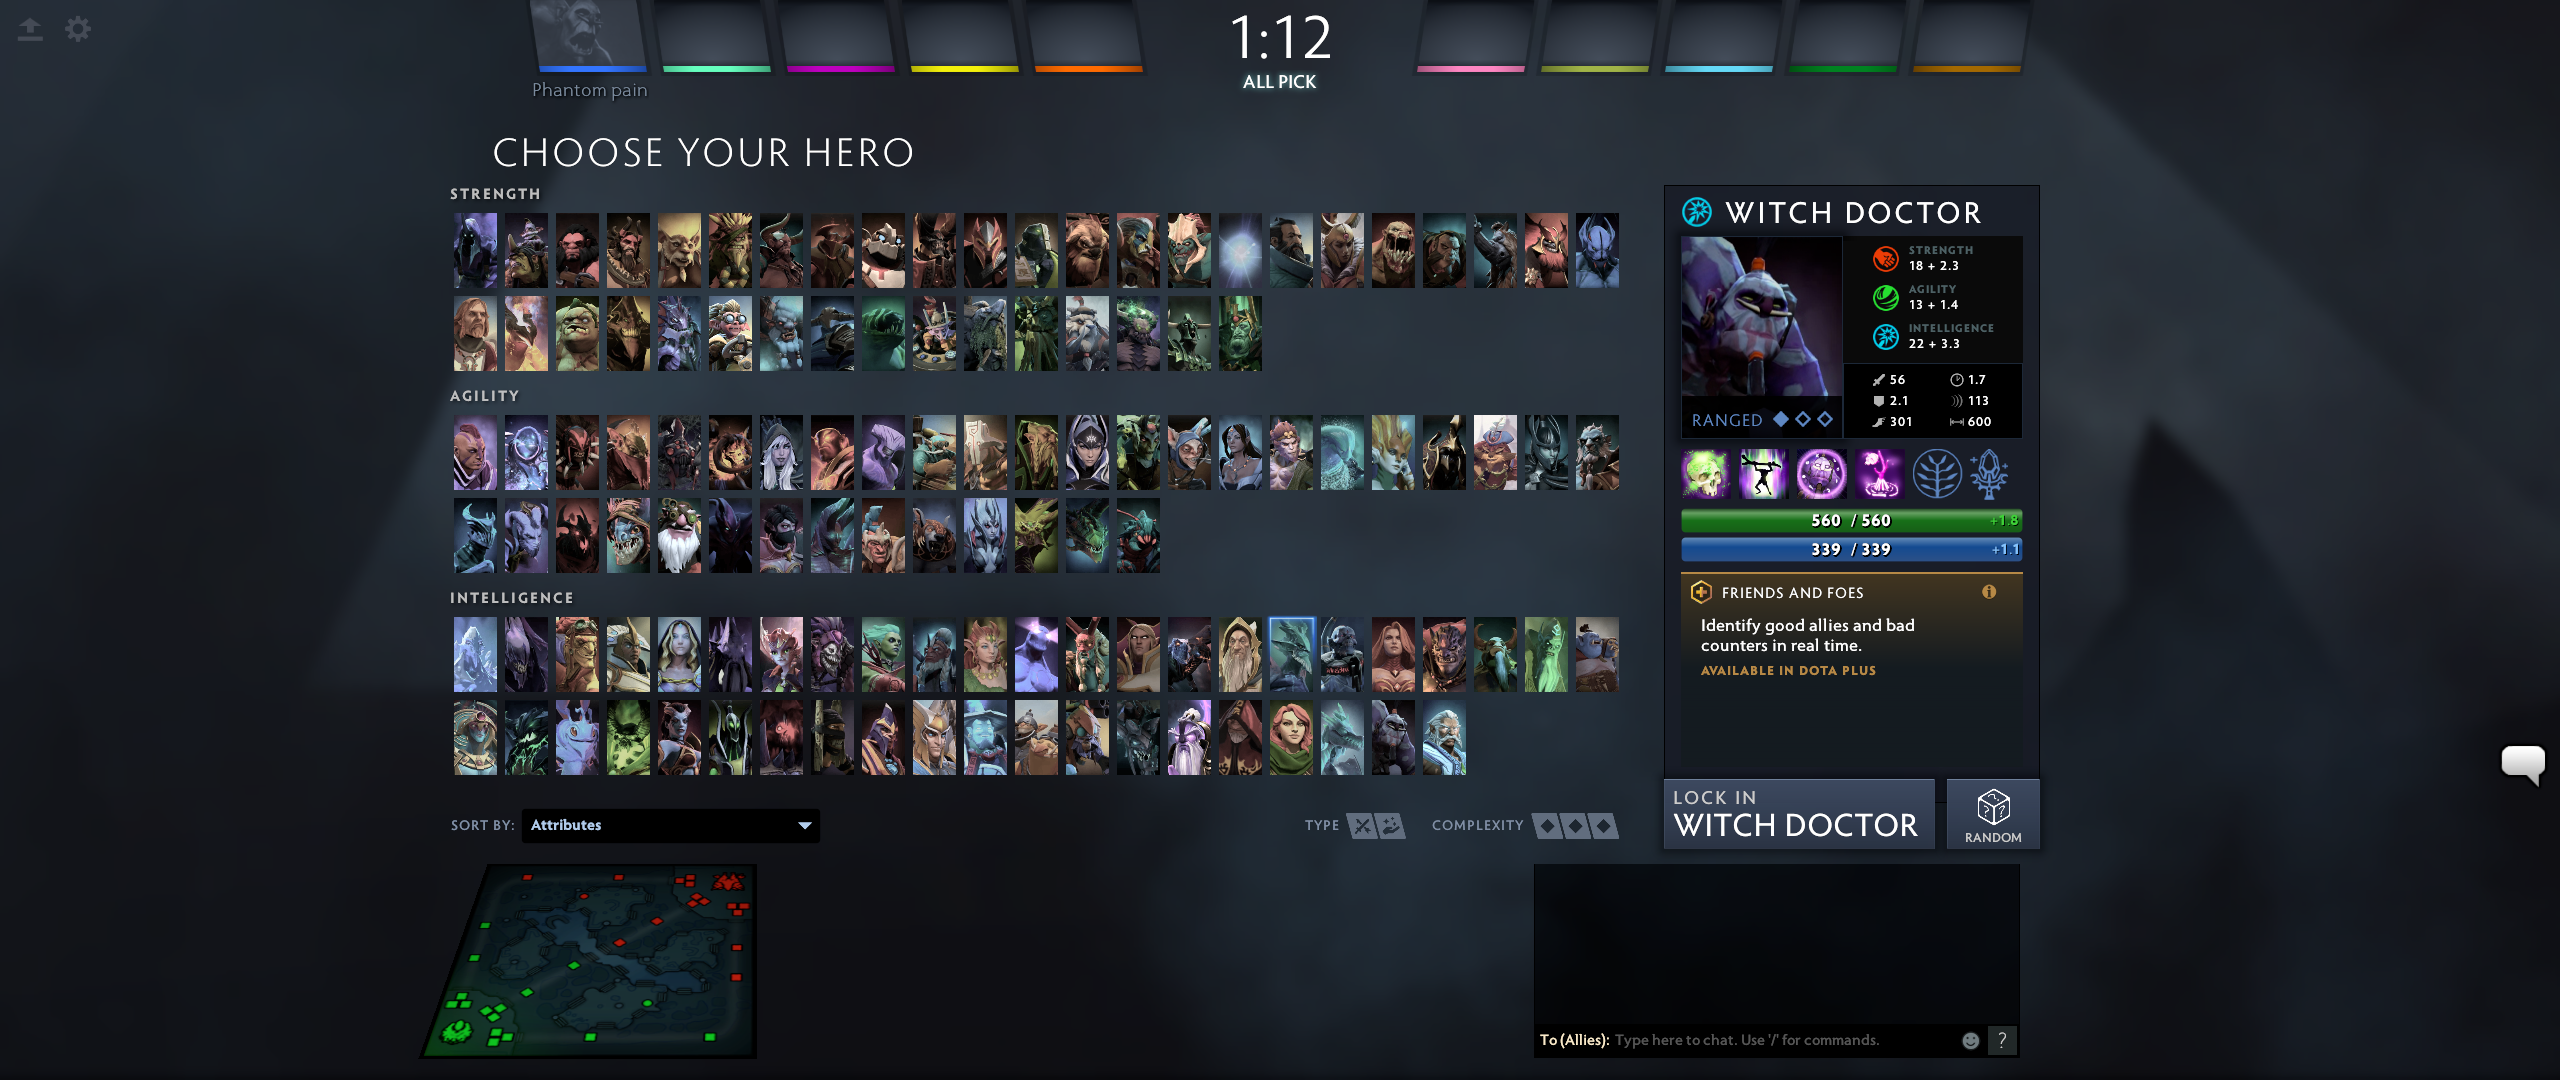 1:12
ALL PICK
Phantom pain
CHOOSE YOUR HERO
STRENGTH
AGILITY
INTELLIGENCE
SORT BY: Attributes
TYPE
COMPLEXITY
WITCH DOCTOR
STRENGTH
18 + 2.3
AGILITY
13 + 1.4
INTELLIGENCE
22 + 3.3
RANGED
56 1.7
2.1 113
301 600
560 / 560 +1.8
339 / 339 +1.1
FRIENDS AND FOES
Identify good allies and bad
counters in real time.
AVAILABLE IN DOTA PLUS
LOCK IN
WITCH DOCTOR
RANDOM
To (Allies): Type here to chat. Use '/' for commands.
?